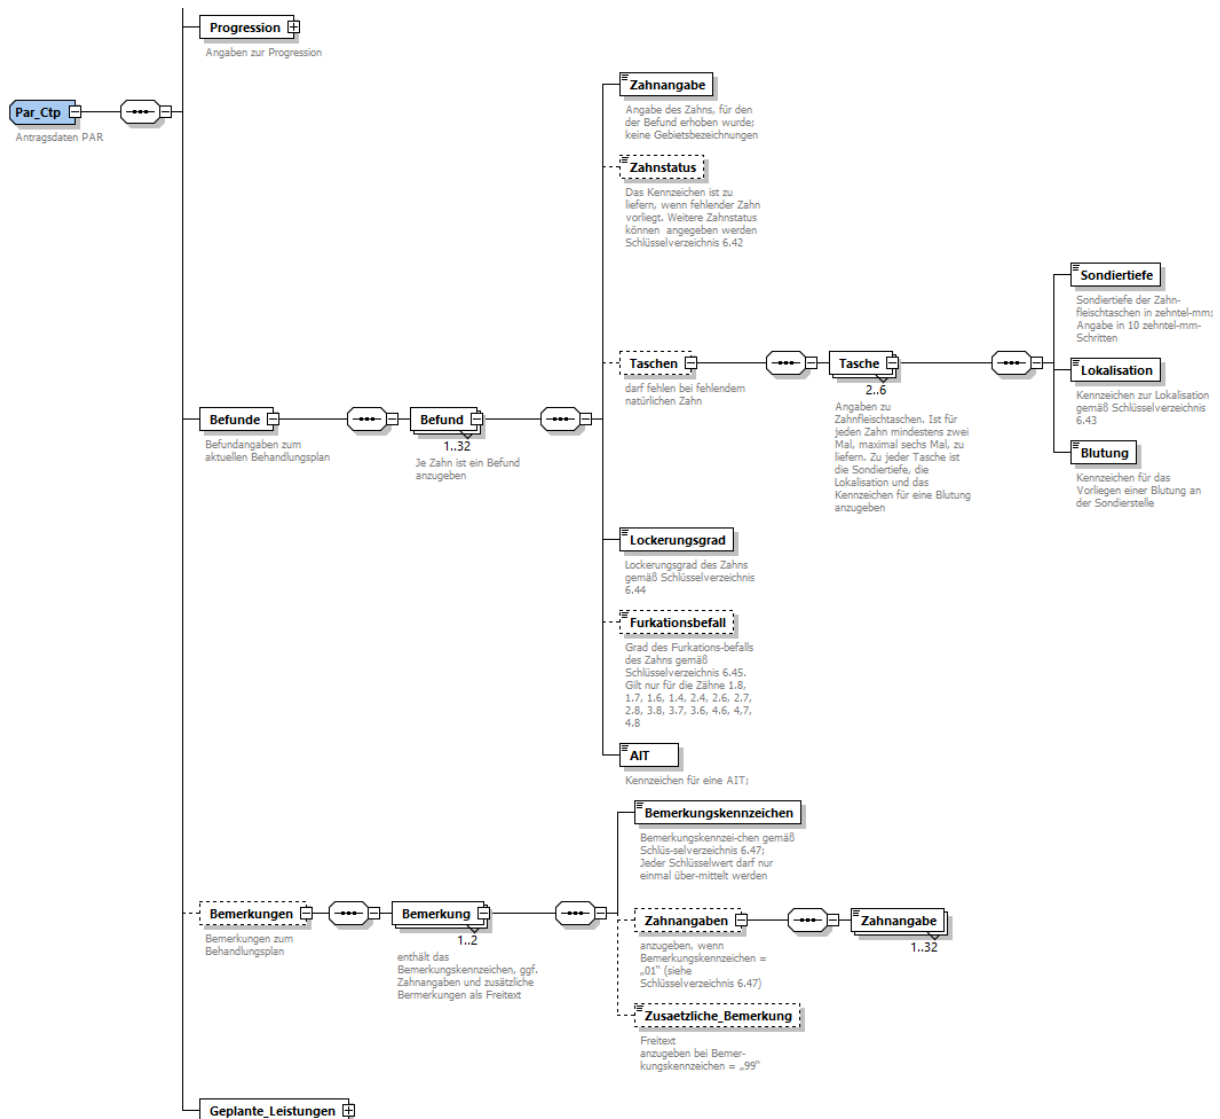 Progression
Angaben zur Progression
Par_Ctp
Antragsdaten PAR
Zahnangabe
Angabe des Zahns, für den
der Befund erhoben wurde;
keine Gebietsbezeichnungen
Zahnstatus
Das Kennzeichen ist zu
liefern, wenn fehlender Zahn
vorliegt. Weitere Zahnstatus
können angegeben werden
Schlüsselverzeichnis 6.42
Sondiertiefe
Sondiertiefe der Zahn-
fleischtaschen in zehntel-mm;
Angabe in 10 zehntel-mm-
Schritten
Taschen
darf fehlen bei fehlendem
natürlichen Zahn
Tasche
2..6
Angaben zu
Zahnfleischtaschen. Ist für
jeden Zahn mindestens zwei
Mal, maximal sechs Mal, zu
liefern. Zu jeder Tasche ist
die Sondiertiefe, die
Lokalisation und das
Kennzeichen für eine Blutung
anzugeben
Lokalisation
Kennzeichen zur Lokalisation
gemäß Schlüsselverzeichnis
6.43
Befunde
Befundangaben zum
aktuellen Behandlungsplan
Befund
1..32
Je Zahn ist ein Befund
anzugeben
Blutung
Kennzeichen für das
Vorliegen einer Blutung an
der Sondierstelle
Lockerungsgrad
Lockerungsgrad des Zahns
gemäß Schlüsselverzeichnis
6.44
Furkationsbefall
Grad des Furkations-befalls
des Zahns gemäß
Schlüsselverzeichnis 6.45.
Gilt nur für die Zähne 1.8,
1.7, 1.6, 1.4, 2.4, 2.6, 2.7,
2.8, 3.8, 3.7, 3.6, 4.6, 4,7,
4.8
AIT
Kennzeichen für eine AIT;
Bemerkungskennzeichen
Bemerkungskennzei-chen gemäß
Schlüs-selverzeichnis 6.47;
Jeder Schlüsselwert darf nur
einmal über-mittelt werden
Bemerkungen
Bemerkungen zum
Behandlungsplan
Bemerkung
1..2
enthält das
Bemerkungskennzeichen, ggf.
Zahnangaben und zusätzliche
Bermerkungen als Freitext
Zahnangaben
anzugeben, wenn
Bemerkungskennzeichen =
„01“ (siehe
Schlüsselverzeichnis 6.47)
Zahnangabe
1..32
Zusaetzliche_Bemerkung
Freitext
anzugeben bei Bemer-
kungskennzeichen = „99“
Geplante_Leistungen